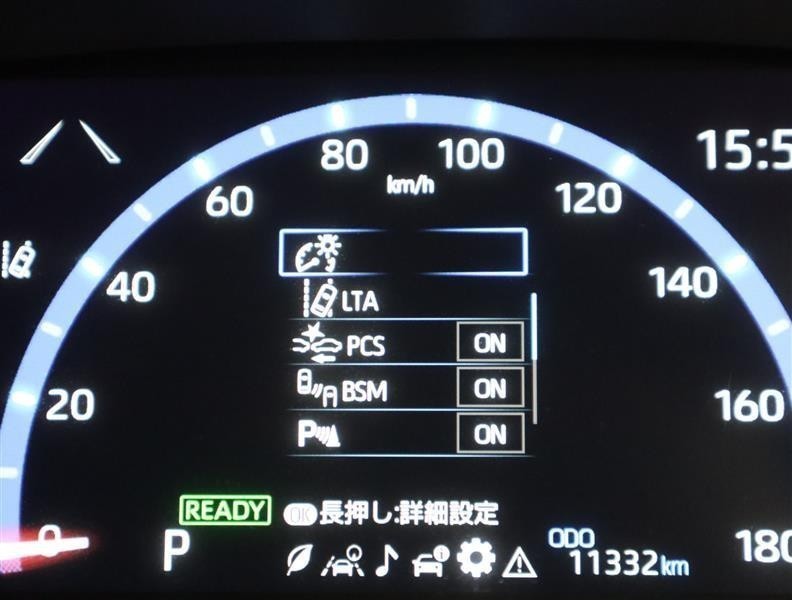 15:5
80
100
km/h
60
120
40
140
LTA
PCS ON
BSM ON
P ON
20
160
READY
OK 長押し:詳細設定
0
P
ODO
11332km
180